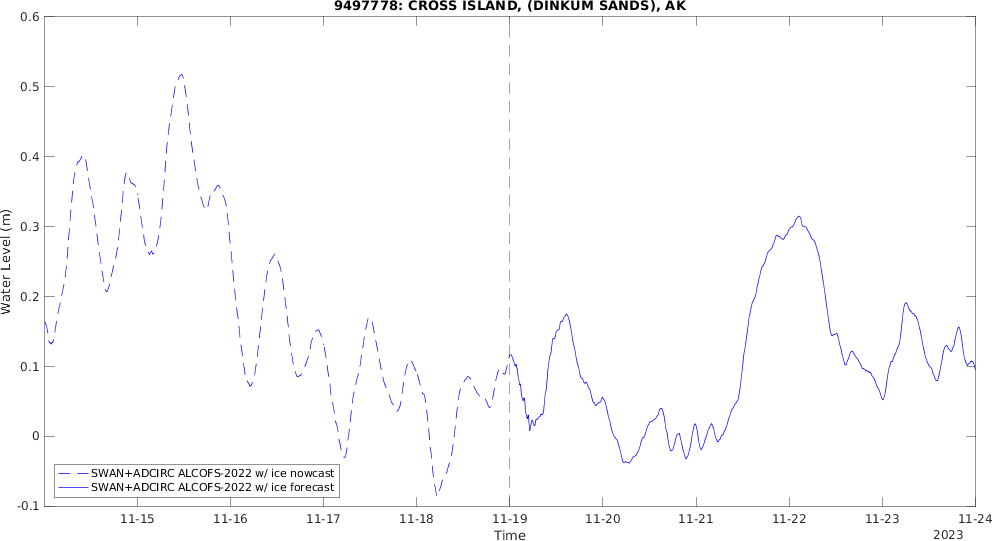 9497778: CROSS ISLAND, (DINKUM SANDS), AK
0.6
0.5
0.4
0.3
0.2
0.1
0
-0.1
Water Level (m)
SWAN+ADCIRC ALCOFS-2022 w/ ice nowcast
SWAN+ADCIRC ALCOFS-2022 w/ ice forecast
11-15 11-16 11-17 11-18 11-19 11-20 11-21 11-22 11-23 11-24
Time
2023